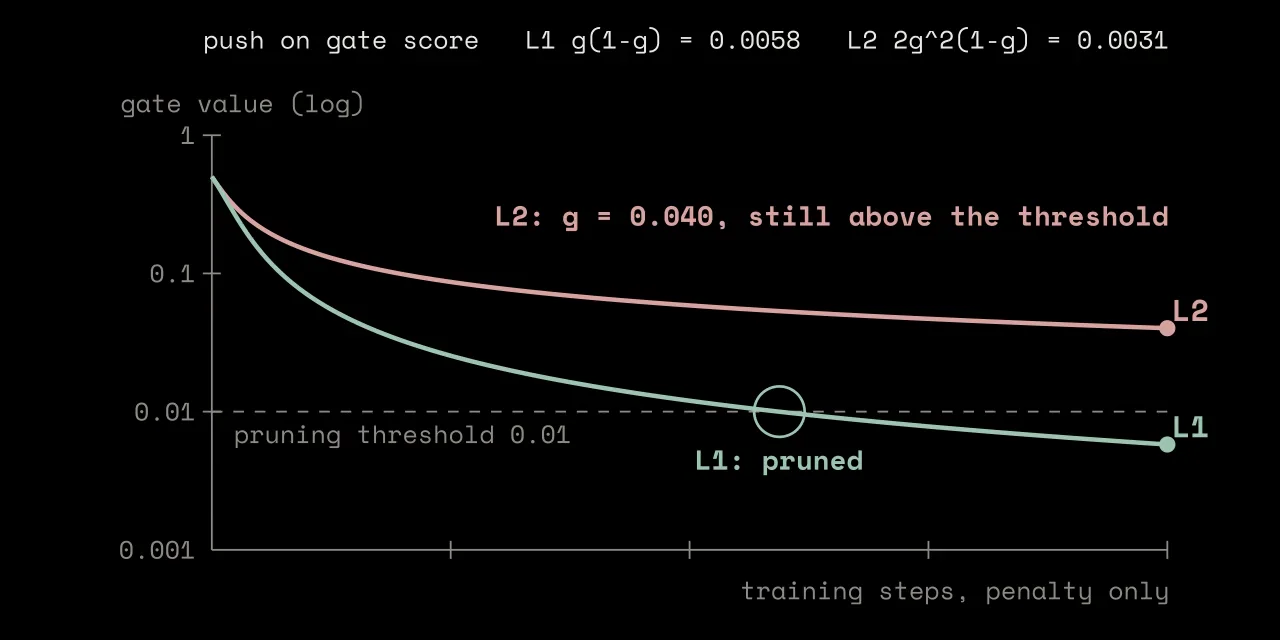 push on gate score   L1 g(1-g) = 0.0058   L2 2g^2(1-g) = 0.0031
gate value (log)
1
L2: g = 0.040, still above the threshold
0.1
L2
0.01
L1
pruning threshold 0.01
L1: pruned
0.001
training steps, penalty only